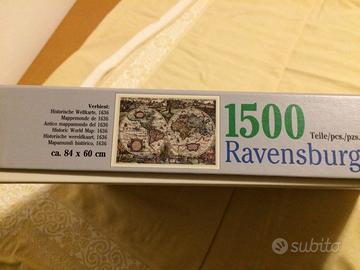 Verbiest:
Historische Weltkarte, 1636
Mappemonde de 1636
Antico mappamondo del 1636
Historic World Map: 1636
Historische wereldkaart, 1636
Mapamundi histórico, 1636
ca. 84 x 60 cm
1500 Teile/pcs./pzs.
Ravensburg
subito